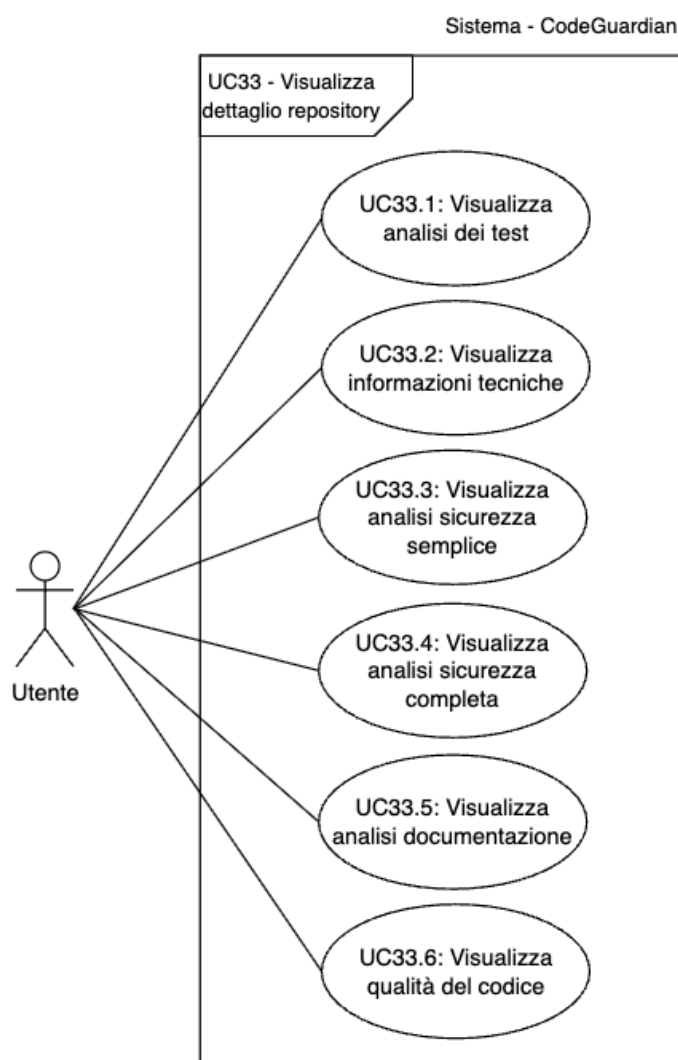 Sistema - CodeGuardian
UC33 - Visualizza
dettaglio repository
UC33.1: Visualizza
analisi dei test
UC33.2: Visualizza
informazioni tecniche
UC33.3: Visualizza
analisi sicurezza
semplice
UC33.4: Visualizza
analisi sicurezza
completa
Utente
UC33.5: Visualizza
analisi documentazione
UC33.6: Visualizza
qualità del codice